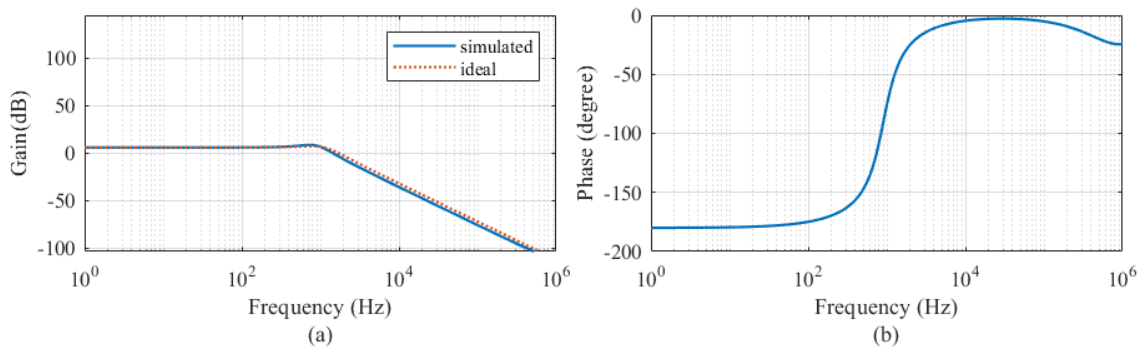 100
50
0
-50
-100
Gain(dB)
simulated
ideal
10^0 10^2 10^4 10^6
Frequency (Hz)
(a)
0
-50
-100
-150
-200
Phase (degree)
10^0 10^2 10^4 10^6
Frequency (Hz)
(b)